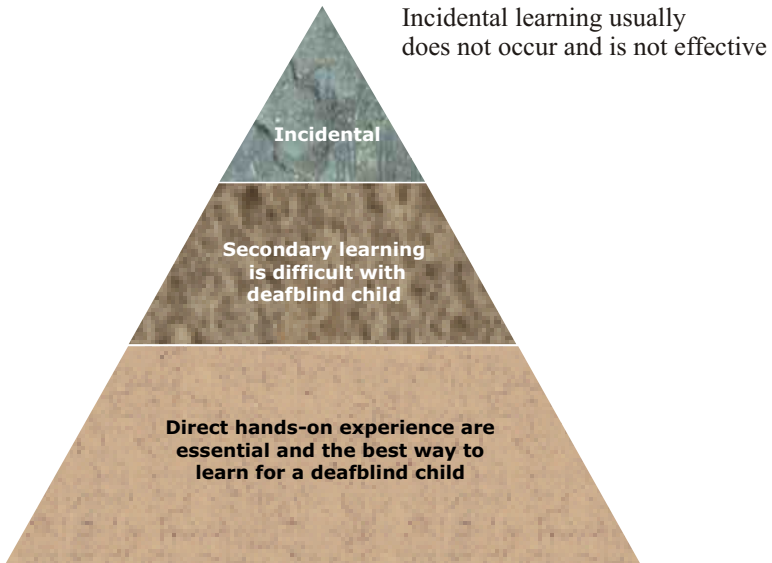 Incidental learning usually
does not occur and is not effective
Incidental
Secondary learning
is difficult with
deafblind child
Direct hands-on experience are
essential and the best way to
learn for a deafblind child